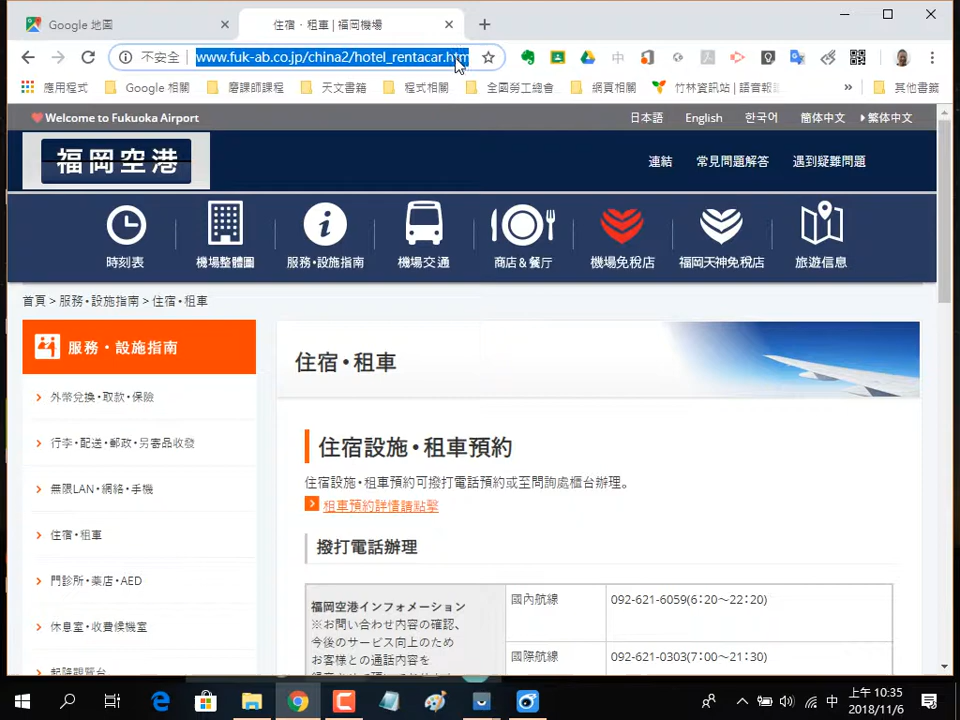 Google 地圖
住宿・租車 | 福岡機場
不安全
www.fuk-ab.co.jp/china2/hotel_rentacar.htm
應用程式
Google 相關
磨課師課程
天文書籍
程式相關
全國勞工總會
網頁相關
竹林資訊站 | 語音報
»
其他書籤
Welcome to Fukuoka Airport
日本語
English
한국어
簡体中文
繁体中文
福岡空港
連結
常見問題解答
遇到疑難問題
時刻表
機場整體圖
服務・設施指南
機場交通
商店＆餐厅
機場免稅店
福岡天神免稅店
旅遊信息
首頁 > 服務・設施指南 > 住宿・租車
服務・設施指南
住宿・租車
外幣兌換・取款・保險
行李・配送・郵政・另寄品收發
無限LAN・網絡・手機
住宿・租車
門診所・薬店・AED
休息室・收費候機室
住宿設施・租車預約
住宿設施・租車預約可撥打電話預約或至問詢處櫃台辦理。
租車預約詳情請點擊
撥打電話辦理
福岡空港インフォメーション
※お問い合わせ内容の確認、
今後のサービス向上のため
お客様との通話内容を
國内航線
092-621-6059(6：20～22：20)
國際航線
092-621-0303(7：00～21：30)
中
上午 10:35
2018/11/6